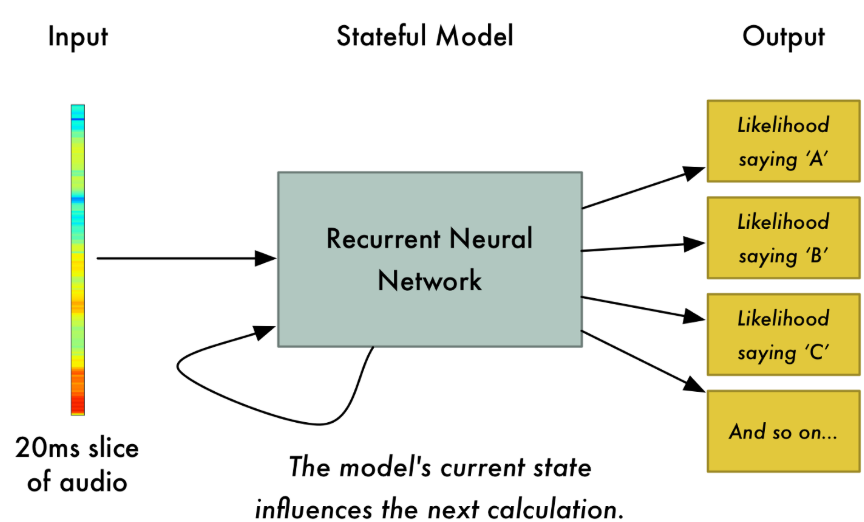 Input
Stateful Model
Output
Likelihood
saying ‘A’
Likelihood
saying ‘B’
Likelihood
saying ‘C’
And so on...
Recurrent Neural
Network
20ms slice
of audio
The model's current state
influences the next calculation.